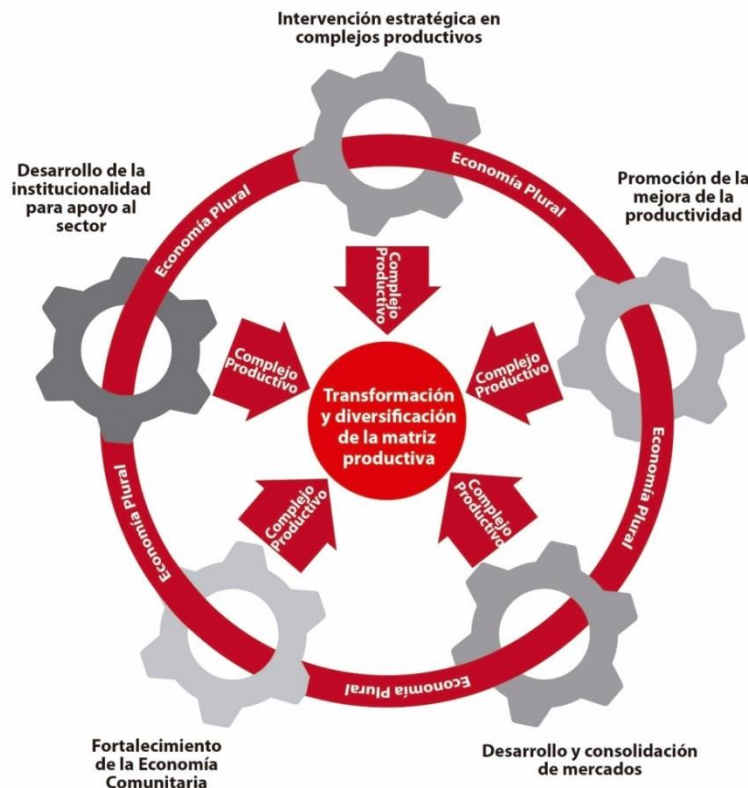 Intervención estratégica en
complejos productivos
Desarrollo de la
institucionalidad
para apoyo al
sector
Economía Plural
Economía Plural
Promoción de la
mejora de la
productividad
Complejo
Productivo
Complejo
Productivo
Complejo
Productivo
Transformación
y diversificación
de la matriz
productiva
Economía Plural
Economía Plural
Complejo
Productivo
Complejo
Productivo
Economía Plural
Fortalecimiento
de la Economía
Comunitaria
Desarrollo y consolidación
de mercados